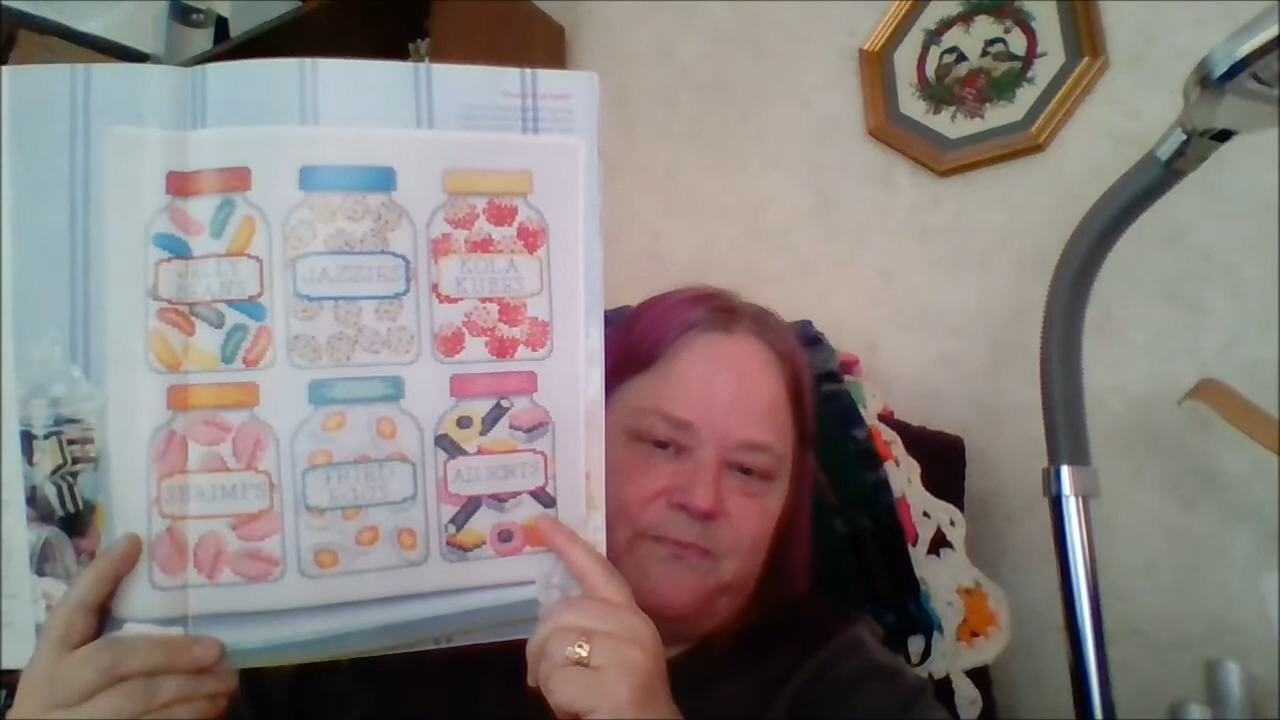 JELLY
BEANS
JAZZIES
KOLA
KUBES
SHRIMPS
FRIED
EGGS
ALLSORTS